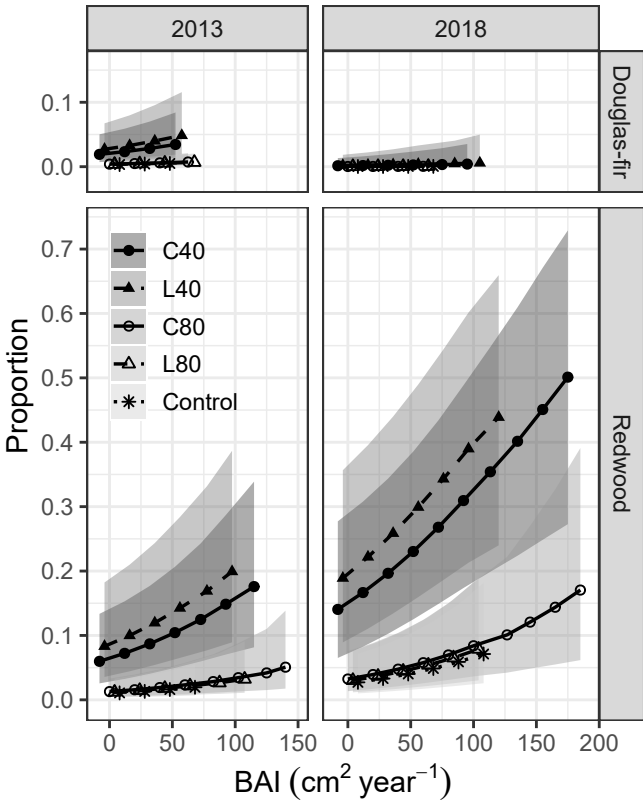 2013 2018
Douglas-fir
0.1
0.0
Redwood
Proportion
0.7
0.6
0.5
0.4
0.3
0.2
0.1
0.0
C40
L40
C80
L80
Control
0 50 100 150 0 50 100 150 200
BAI (cm² year⁻¹)